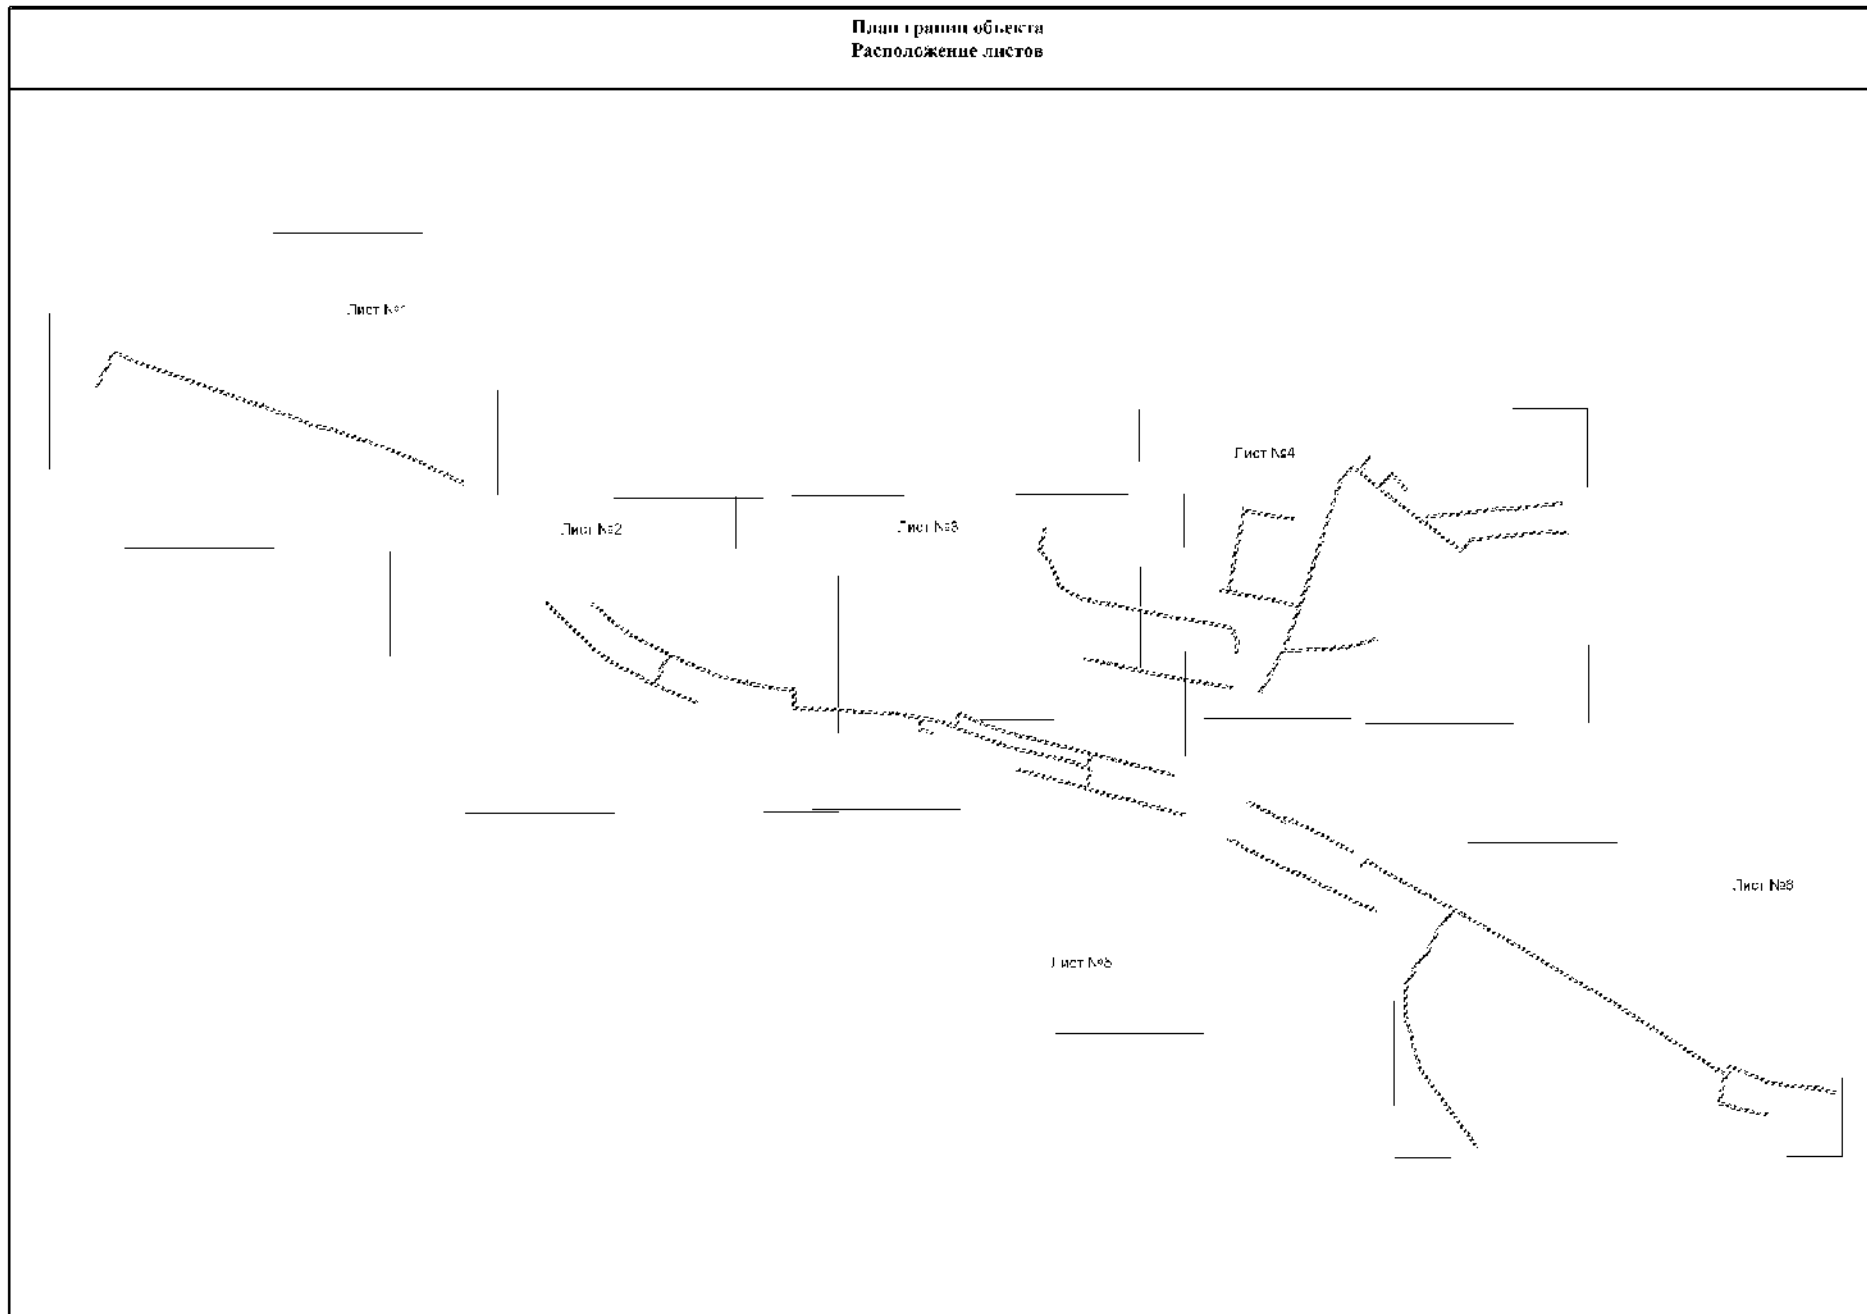 План границ объекта
Расположение листов
Лист №1
Лист №4
Лист №2
Лист №3
Лист №6
Лист №5